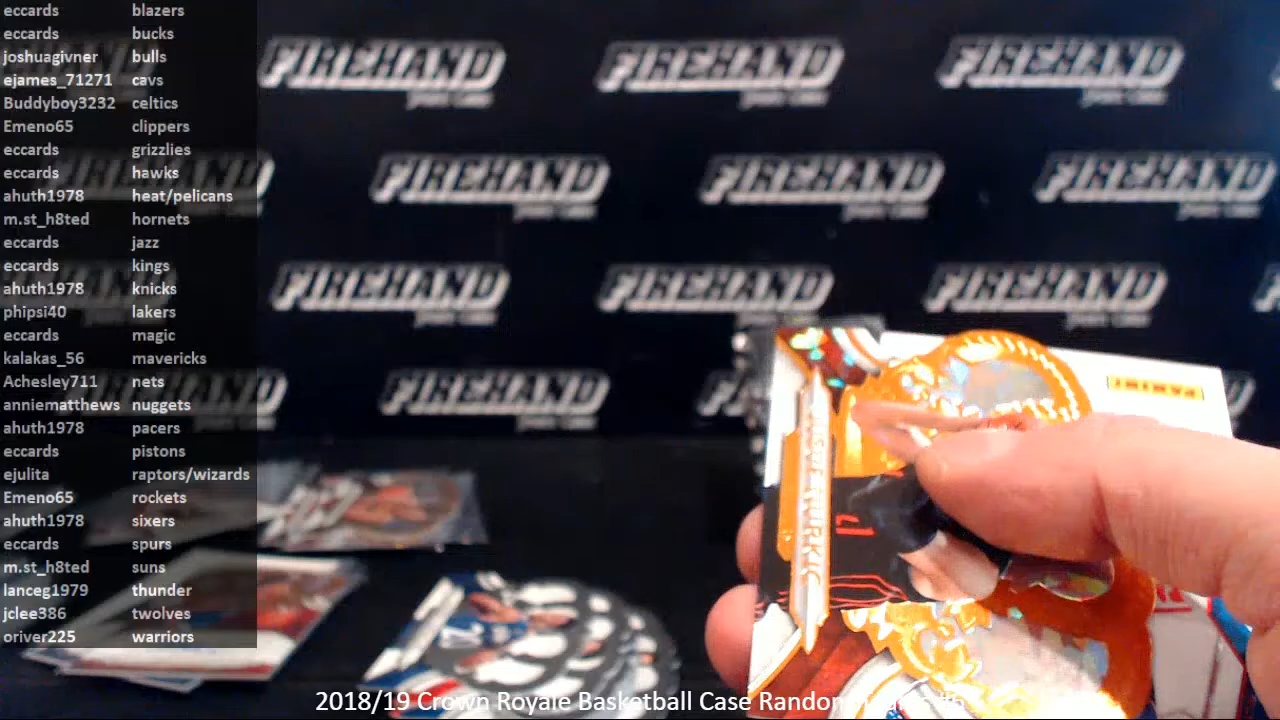 eccards blazers
eccards bucks
joshuagivner bulls
ejames_71271 cavs
Buddyboy3232 celtics
Emeno65 clippers
eccards grizzlies
eccards hawks
ahuth1978 heat/pelicans
m.st_h8ted hornets
eccards jazz
eccards kings
ahuth1978 knicks
phipsi40 lakers
eccards magic
kalakas_56 mavericks
Achesley711 nets
anniematthews nuggets
ahuth1978 pacers
eccards pistons
ejulita raptors/wizards
Emeno65 rockets
ahuth1978 sixers
eccards spurs
m.st_h8ted suns
lanceg1979 thunder
jclee386 twolves
oriver225 warriors
FIREHAND FIREHAND FIREHAND
FIREHAND FIREHAND FIREHAND
FIREHAND FIREHAND FIREHAND
FIREHAND
PANINI
2018/19 Crown Royale Basketball Case Random